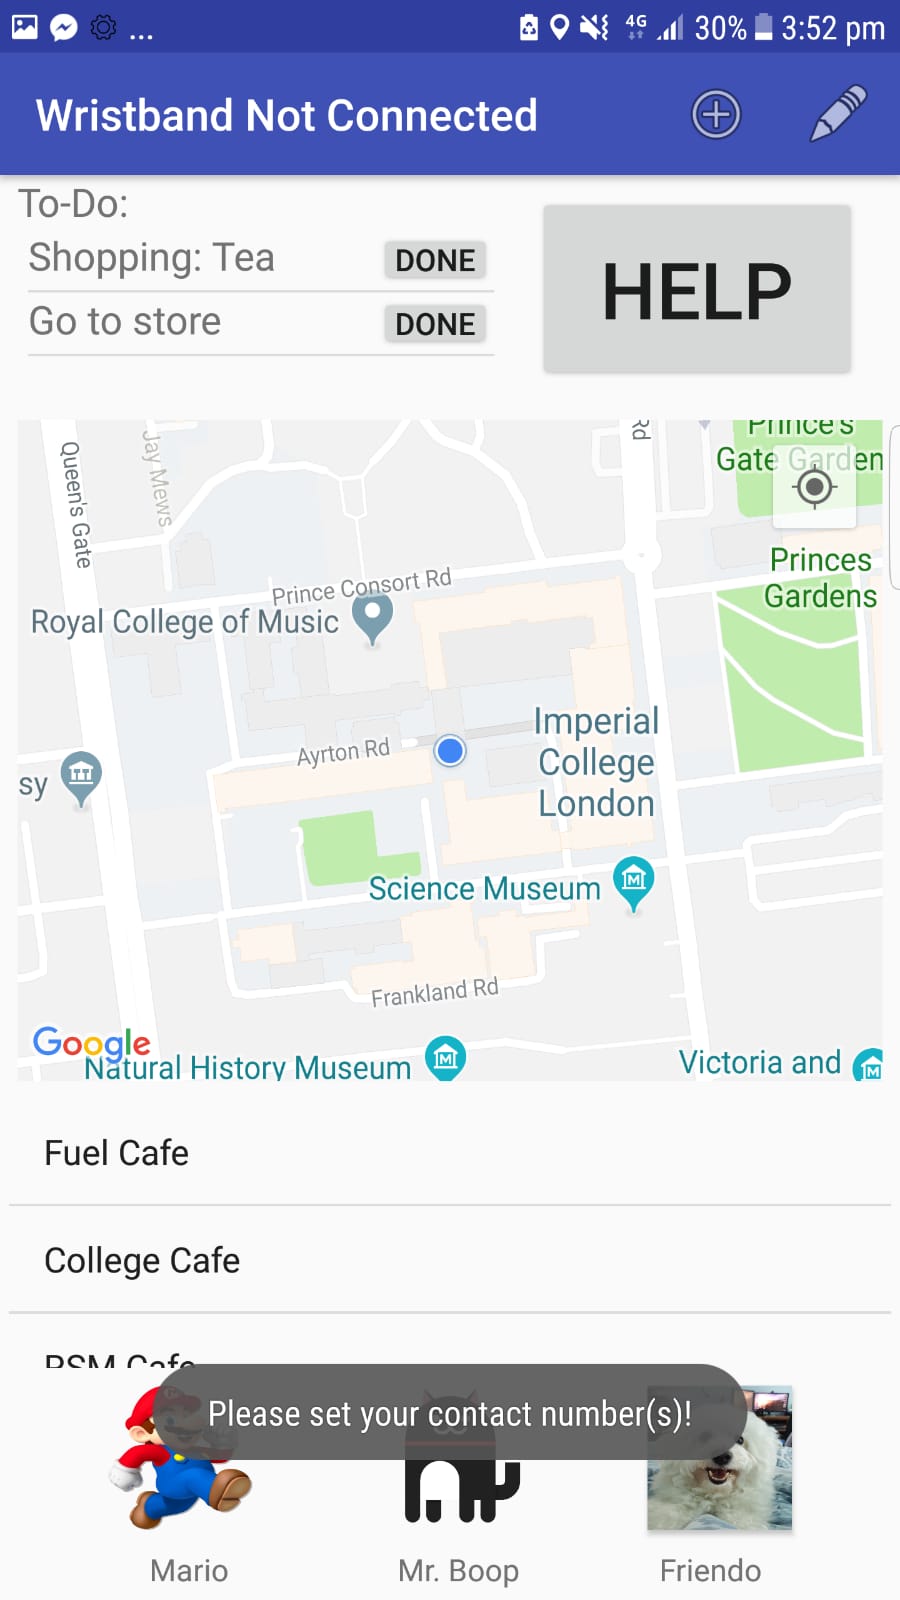 4G 30% 3:52 pm
Wristband Not Connected
To-Do:
Shopping: Tea DONE
Go to store DONE
HELP
Queen's Gate
Jay Mews
Rd
Prince's
Gate Garden
Princes
Gardens
Prince Consort Rd
Royal College of Music
Imperial
College
London
Ayrton Rd
sy
Science Museum
Frankland Rd
Google
Natural History Museum
Victoria and
Fuel Cafe
College Cafe
RSM Cafe
Please set your contact number(s)!
Mario Mr. Boop Friendo